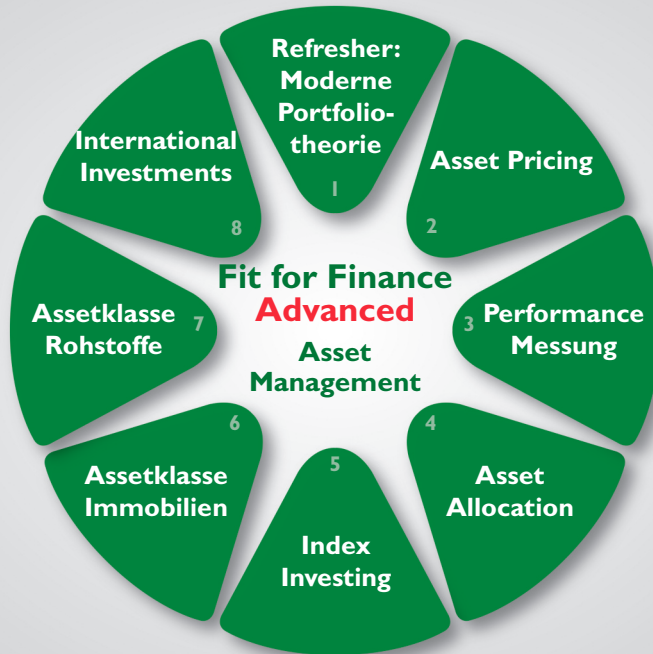 Fit for Finance
Advanced
Asset
Management
Refresher:
Moderne
Portfolio-
theorie
1
Asset Pricing
2
3
Performance
Messung
4
Asset
Allocation
5
Index
Investing
6
Assetklasse
Immobilien
Assetklasse
Rohstoffe
7
International
Investments
8